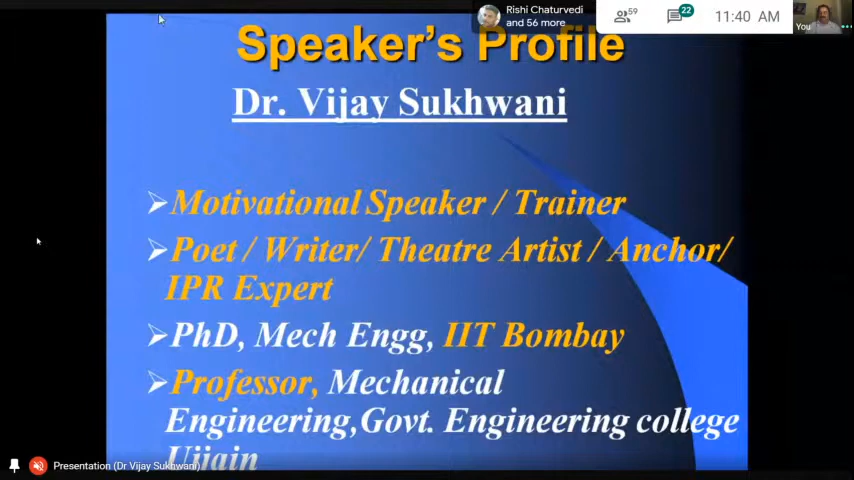 Rishi Chaturvedi
and 56 more
59
22
11:40 AM
You
Speaker's Profile
Dr. Vijay Sukhwani
➢Motivational Speaker / Trainer
➢Poet / Writer/ Theatre Artist / Anchor/
IPR Expert
➢PhD, Mech Engg, IIT Bombay
➢Professor, Mechanical
Engineering,Govt. Engineering college
Ujjain
Presentation (Dr Vijay Sukhwani)